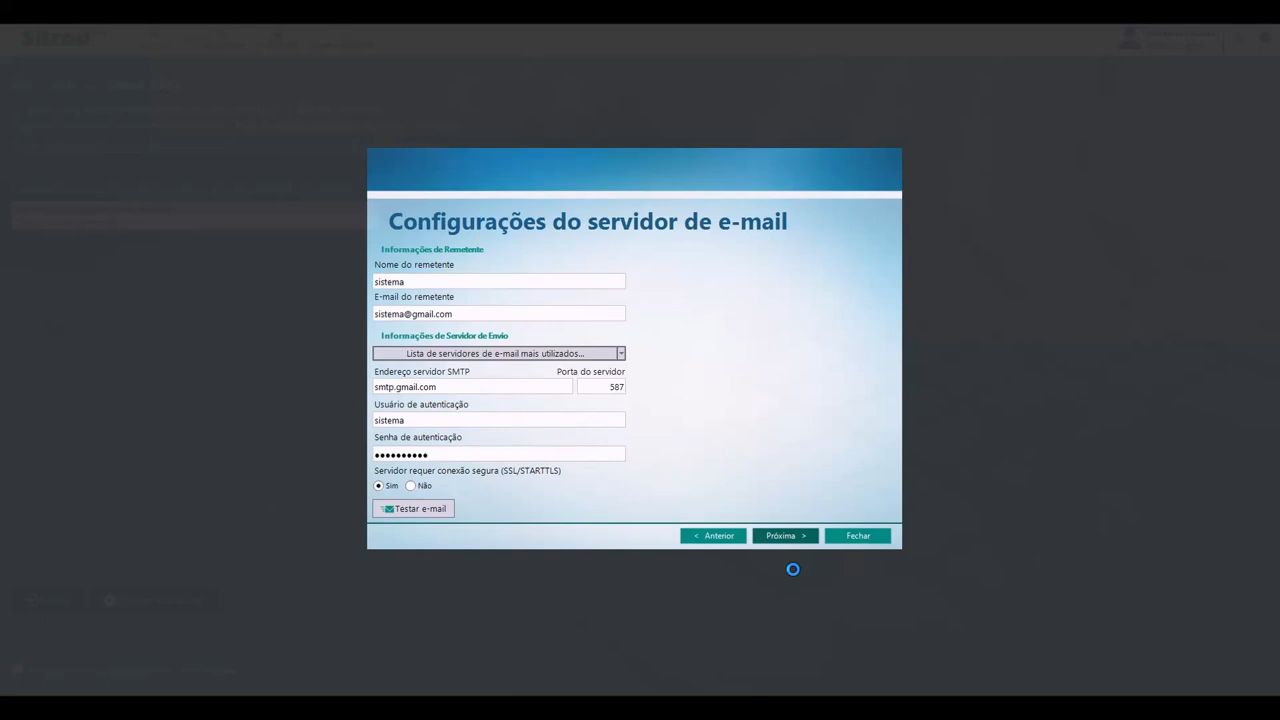 Configurações do servidor de e-mail
Informações de Remetente
Nome do remetente
sistema
E-mail do remetente
sistema@gmail.com
Informações de Servidor de Envio
Lista de servidores de e-mail mais utilizados...
Endereço servidor SMTP Porta do servidor
smtp.gmail.com 587
Usuário de autenticação
sistema
Senha de autenticação
••••••••••
Servidor requer conexão segura (SSL/STARTTLS)
Sim Não
Testar e-mail
< Anterior Próxima > Fechar